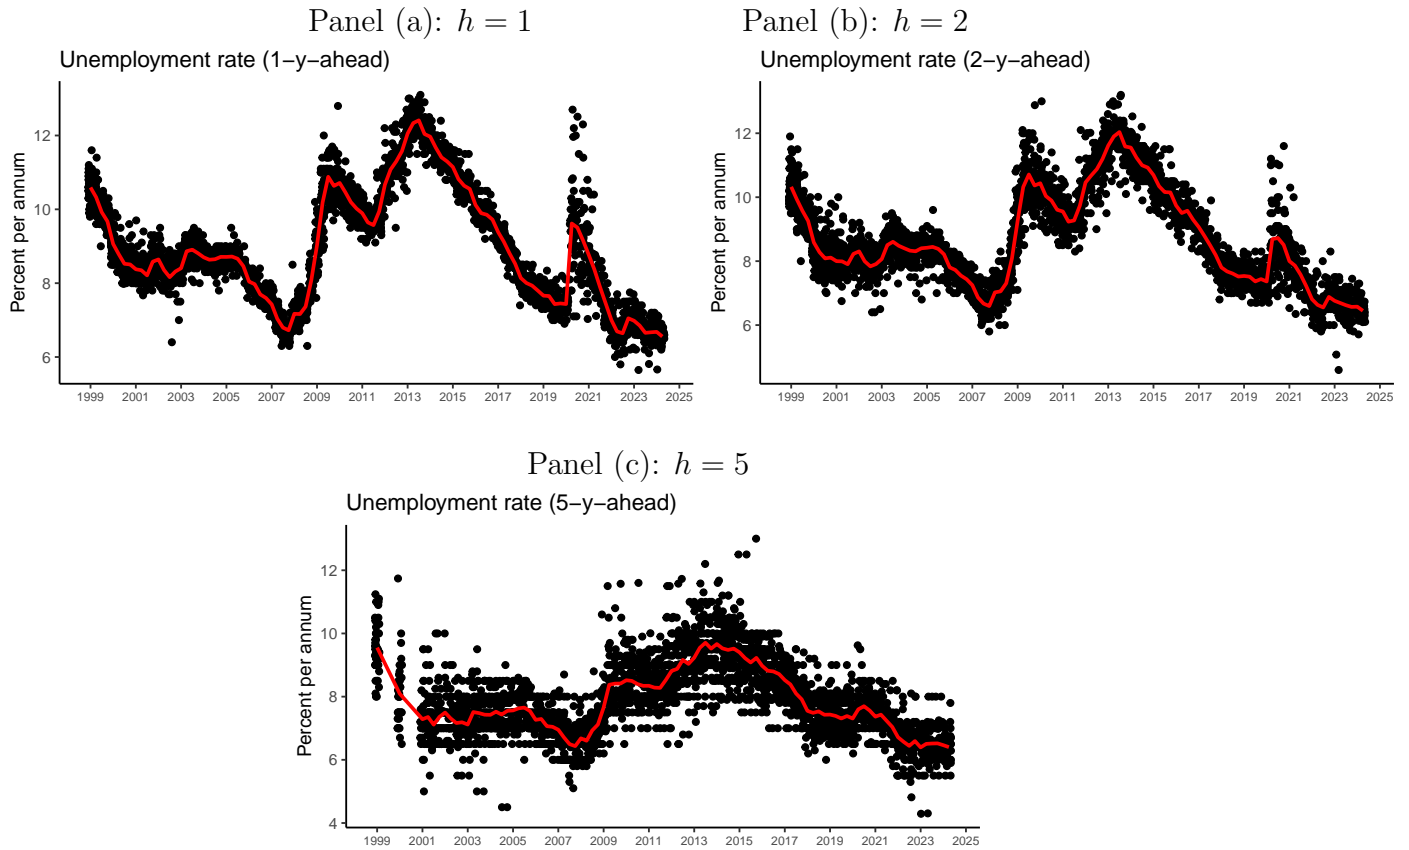 Panel (a): h = 1
Unemployment rate (1−y−ahead)
Percent per annum
12
10
8
6
1999 2001 2003 2005 2007 2009 2011 2013 2015 2017 2019 2021 2023 2025
Panel (b): h = 2
Unemployment rate (2−y−ahead)
Percent per annum
12
10
8
6
1999 2001 2003 2005 2007 2009 2011 2013 2015 2017 2019 2021 2023 2025
Panel (c): h = 5
Unemployment rate (5−y−ahead)
Percent per annum
12
10
8
6
4
1999 2001 2003 2005 2007 2009 2011 2013 2015 2017 2019 2021 2023 2025